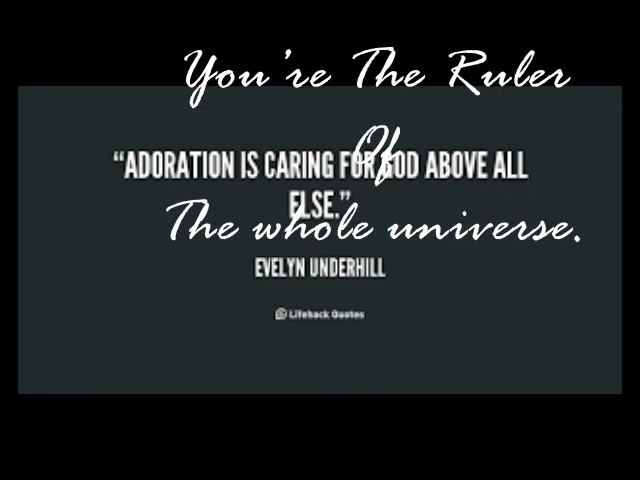 You're The Ruler
Of
“ADORATION IS CARING FOR GOD ABOVE ALL
ELSE.”
The whole universe.
EVELYN UNDERHILL
Lifehack Quotes